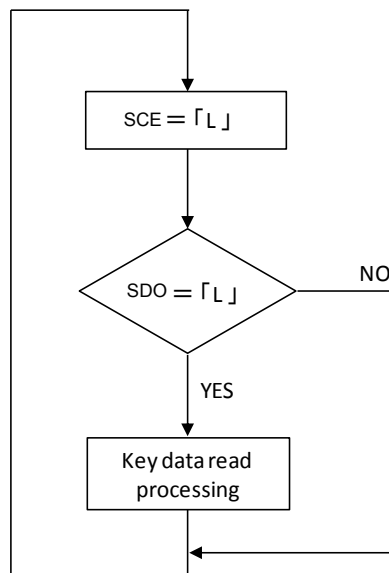 SCE＝「L」
SDO＝「L」
NO
YES
Key data read
processing